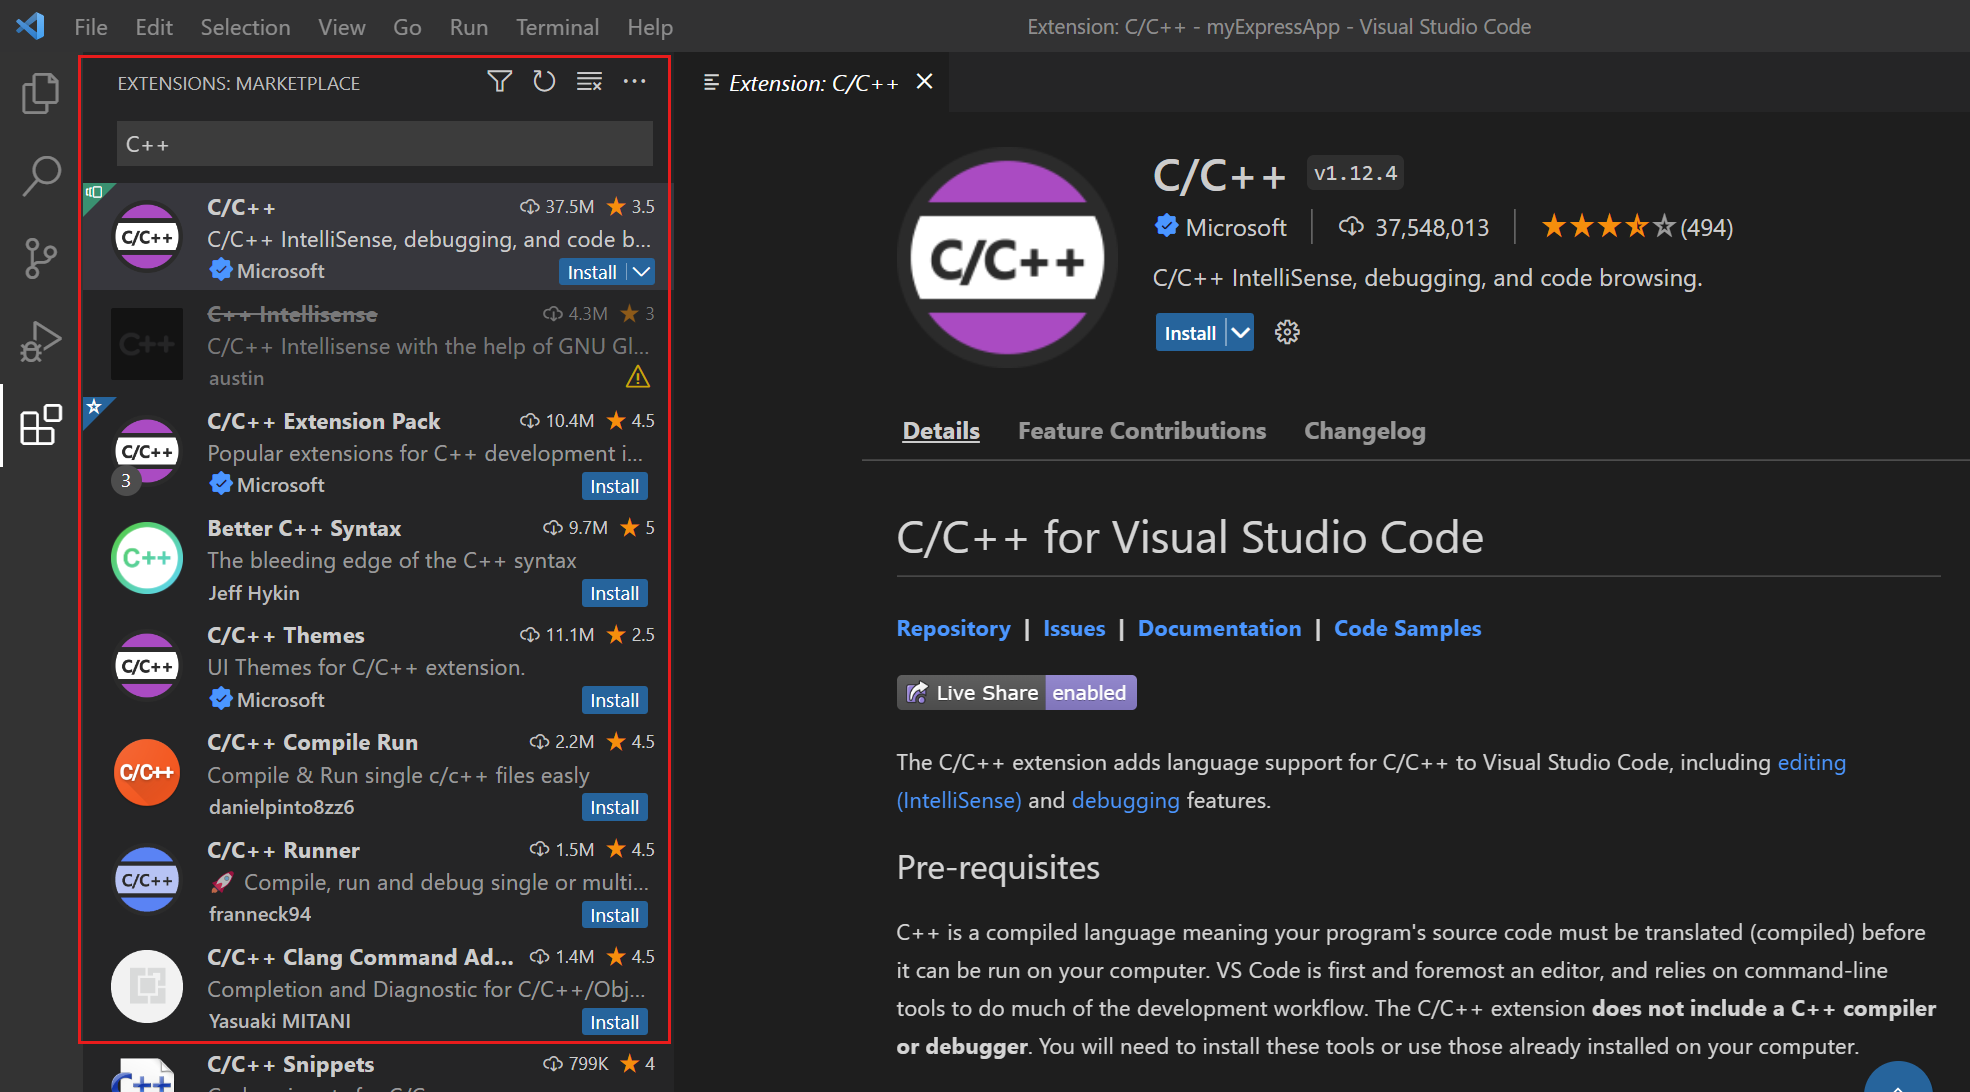 File Edit Selection View Go Run Terminal Help
Extension: C/C++ - myExpressApp - Visual Studio Code
EXTENSIONS: MARKETPLACE
C++
C/C++ 37.5M 3.5
C/C++ IntelliSense, debugging, and code b...
Microsoft Install
C++ Intellisense 4.3M 3
C/C++ Intellisense with the help of GNU Gl...
austin
C/C++ Extension Pack 10.4M 4.5
Popular extensions for C++ development i...
3 Microsoft Install
Better C++ Syntax 9.7M 5
The bleeding edge of the C++ syntax
Jeff Hykin Install
C/C++ Themes 11.1M 2.5
UI Themes for C/C++ extension.
Microsoft Install
C/C++ Compile Run 2.2M 4.5
Compile & Run single c/c++ files easly
danielpinto8zz6 Install
C/C++ Runner 1.5M 4.5
🚀 Compile, run and debug single or multi...
franneck94 Install
C/C++ Clang Command Ad... 1.4M 4.5
Completion and Diagnostic for C/C++/Obj...
Yasuaki MITANI Install
C/C++ Snippets 799K 4
C/C++
C++
C/C++
C++
C/C++
C/C++
C/C++
C++
Extension: C/C++
C/C++
C/C++ v1.12.4
Microsoft | 37,548,013 | (494)
C/C++ IntelliSense, debugging, and code browsing.
Install
Details Feature Contributions Changelog
C/C++ for Visual Studio Code
Repository | Issues | Documentation | Code Samples
Live Share enabled
The C/C++ extension adds language support for C/C++ to Visual Studio Code, including editing
(IntelliSense) and debugging features.
Pre-requisites
C++ is a compiled language meaning your program's source code must be translated (compiled) before
it can be run on your computer. VS Code is first and foremost an editor, and relies on command-line
tools to do much of the development workflow. The C/C++ extension does not include a C++ compiler
or debugger. You will need to install these tools or use those already installed on your computer.